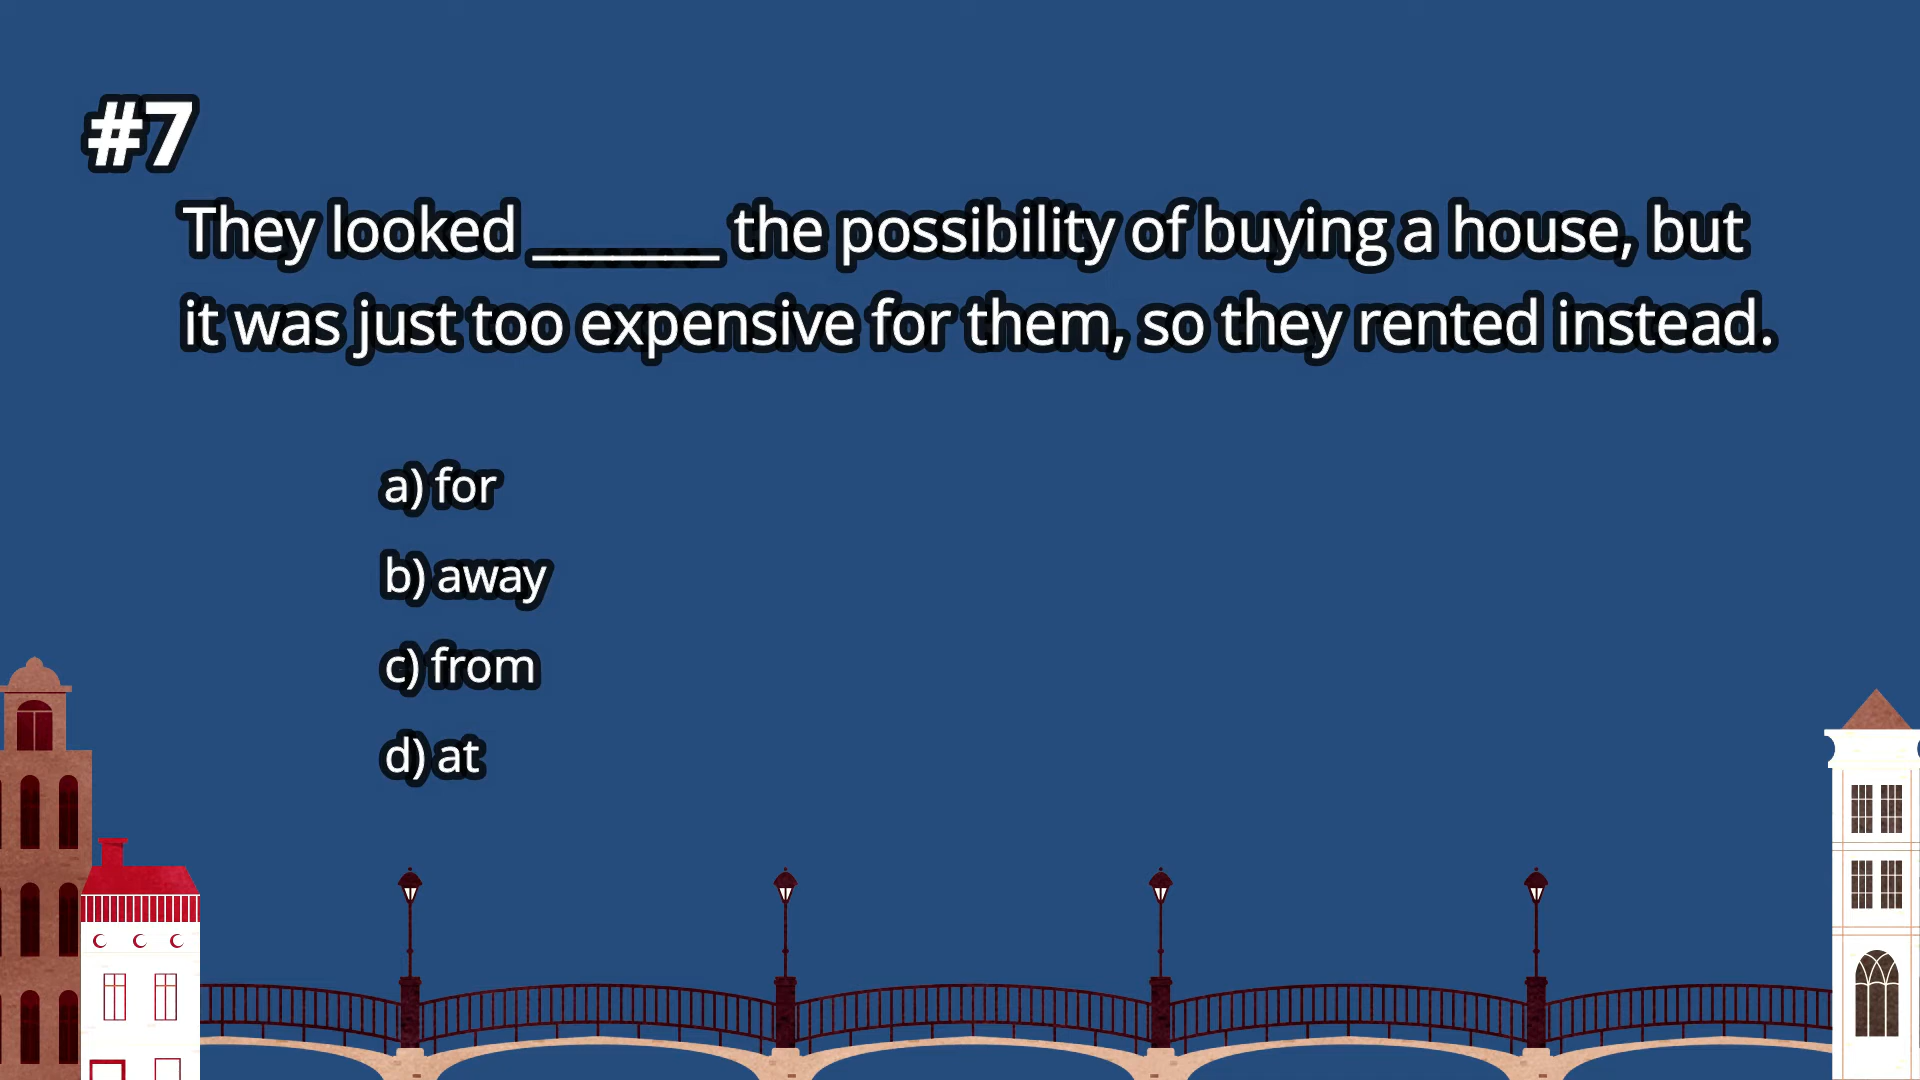 #7
They looked _______ the possibility of buying a house, but
it was just too expensive for them, so they rented instead.
a) for
b) away
c) from
d) at